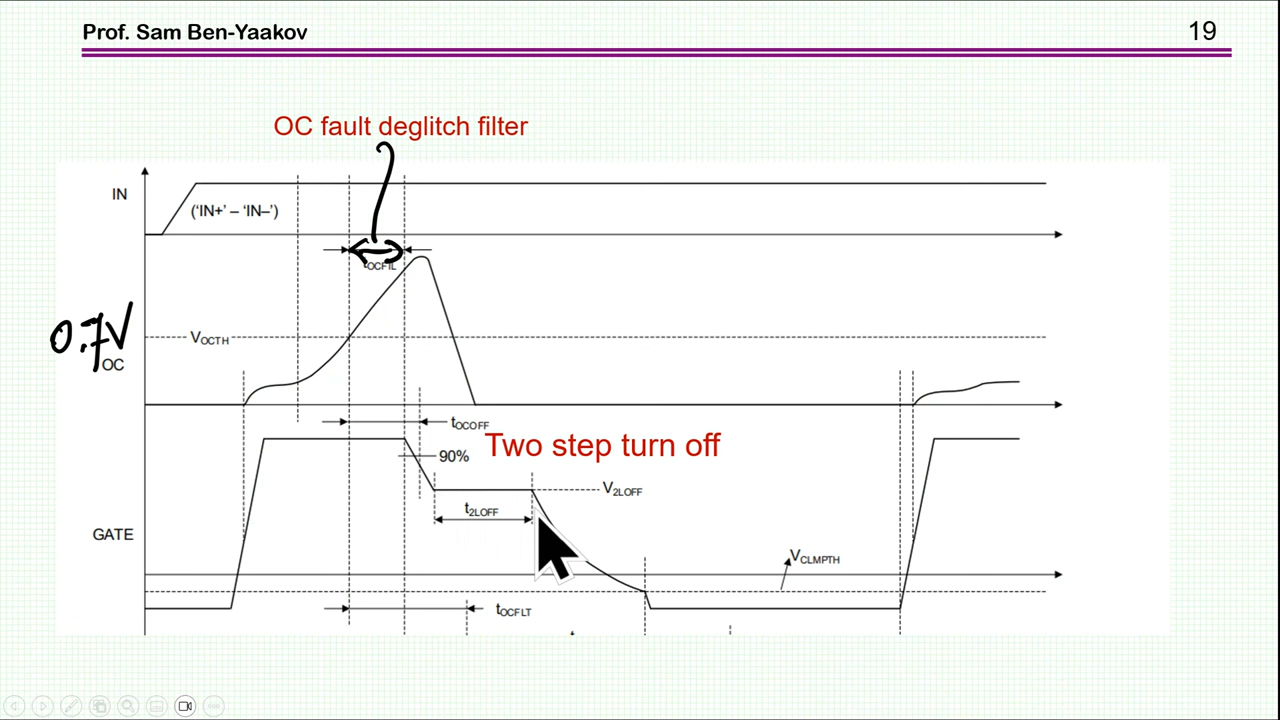 Prof. Sam Ben-Yaakov
19
OC fault deglitch filter
IN
('IN+' – 'IN–')
tOCFIL
0.7V
VOCTH
OC
tOCOFF
Two step turn off
90%
V2LOFF
t2LOFF
GATE
VCLMPTH
tOCFLT